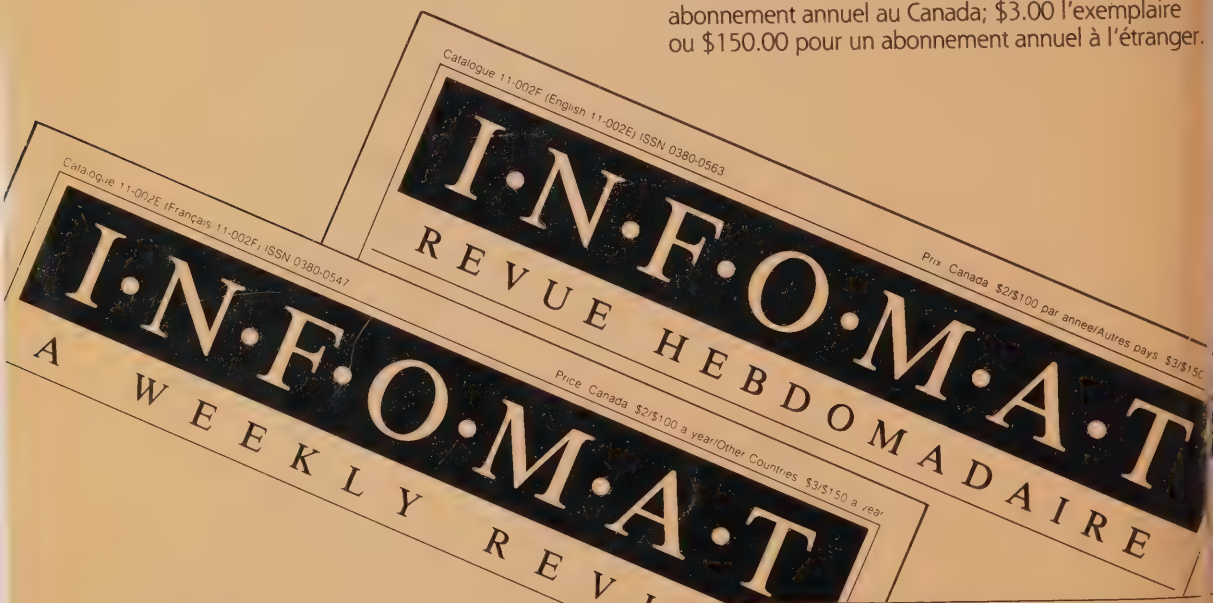 abonnement annuel au Canada; $3.00 l'exemplaire
ou $150.00 pour un abonnement annuel à l'étranger.
Catalogue 11-002F (English 11-002E) ISSN 0380-0563
I•N•F•O•M•A•T
Prix Canada $2/$100 par annee/Autres pays $3/$150
REVUE HEBDOMADAIRE
Catalogue 11-002E (Français 11-002F) ISSN 0380-0547
I•N•F•O•M•A•T
Price Canada $2/$100 a year/Other Countries $3/$150 a year
A WEEKLY REVI